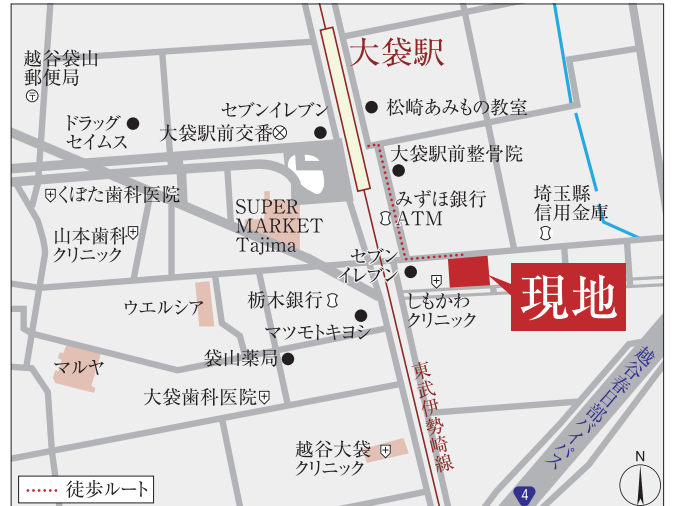 大袋駅
越谷袋山
郵便局
〒
ドラッグ
セイムス
セブンイレブン
大袋駅前交番
松崎あみもの教室
大袋駅前整骨院
くぼた歯科医院
山本歯科
クリニック
SUPER
MARKET
Tajima
みずほ銀行
ATM
埼玉縣
信用金庫
セブン
イレブン
しもかわ
クリニック
現地
ウエルシア
栃木銀行
マツモトキヨシ
マルヤ
袋山薬局
大袋歯科医院
東武伊勢崎線
越谷春日部バイパス
越谷大袋
クリニック
徒歩ルート
4
N